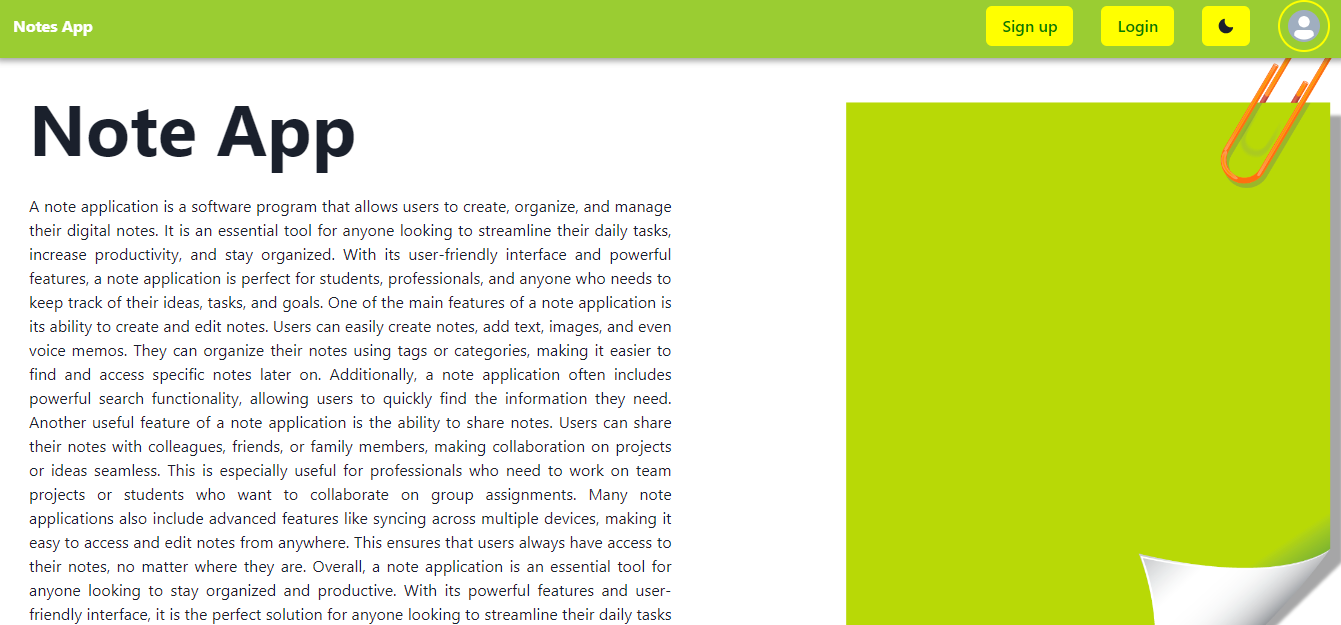 Notes App
Sign up
Login
Note App
A note application is a software program that allows users to create, organize, and manage
their digital notes. It is an essential tool for anyone looking to streamline their daily tasks,
increase productivity, and stay organized. With its user-friendly interface and powerful
features, a note application is perfect for students, professionals, and anyone who needs to
keep track of their ideas, tasks, and goals. One of the main features of a note application is
its ability to create and edit notes. Users can easily create notes, add text, images, and even
voice memos. They can organize their notes using tags or categories, making it easier to
find and access specific notes later on. Additionally, a note application often includes
powerful search functionality, allowing users to quickly find the information they need.
Another useful feature of a note application is the ability to share notes. Users can share
their notes with colleagues, friends, or family members, making collaboration on projects
or ideas seamless. This is especially useful for professionals who need to work on team
projects or students who want to collaborate on group assignments. Many note
applications also include advanced features like syncing across multiple devices, making it
easy to access and edit notes from anywhere. This ensures that users always have access to
their notes, no matter where they are. Overall, a note application is an essential tool for
anyone looking to stay organized and productive. With its powerful features and user-
friendly interface, it is the perfect solution for anyone looking to streamline their daily tasks